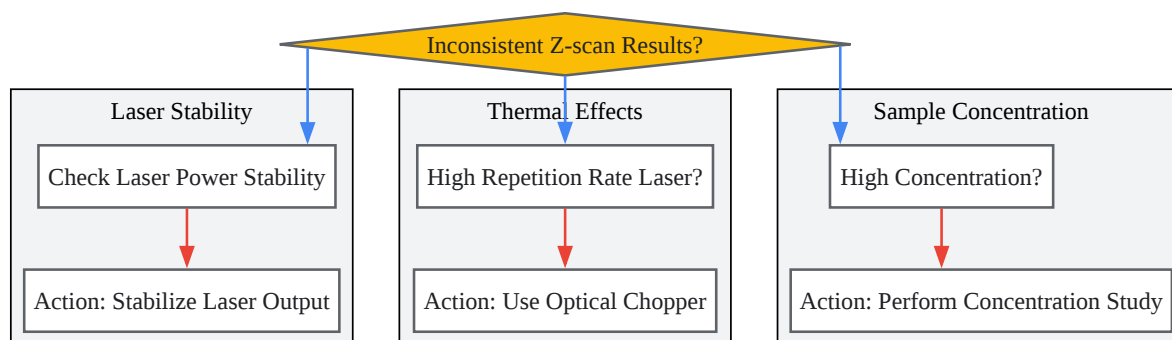 Inconsistent Z-scan Results?
Laser Stability
Check Laser Power Stability
Action: Stabilize Laser Output
Thermal Effects
High Repetition Rate Laser?
Action: Use Optical Chopper
Sample Concentration
High Concentration?
Action: Perform Concentration Study